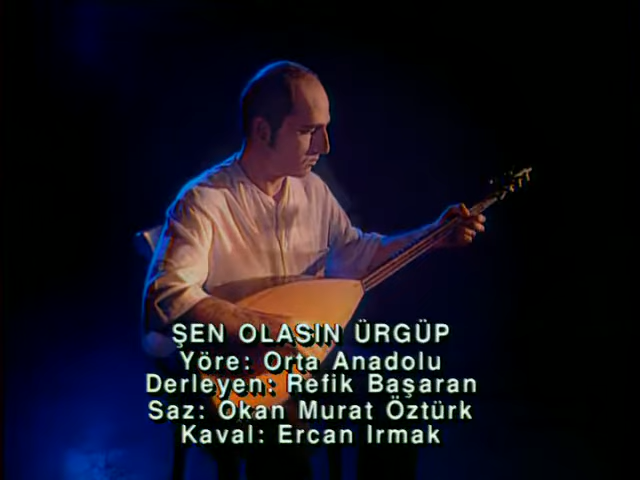 ŞEN OLASIN ÜRGÜP
Yöre: Orta Anadolu
Derleyen: Refik Başaran
Saz: Okan Murat Öztürk
Kaval: Ercan Irmak